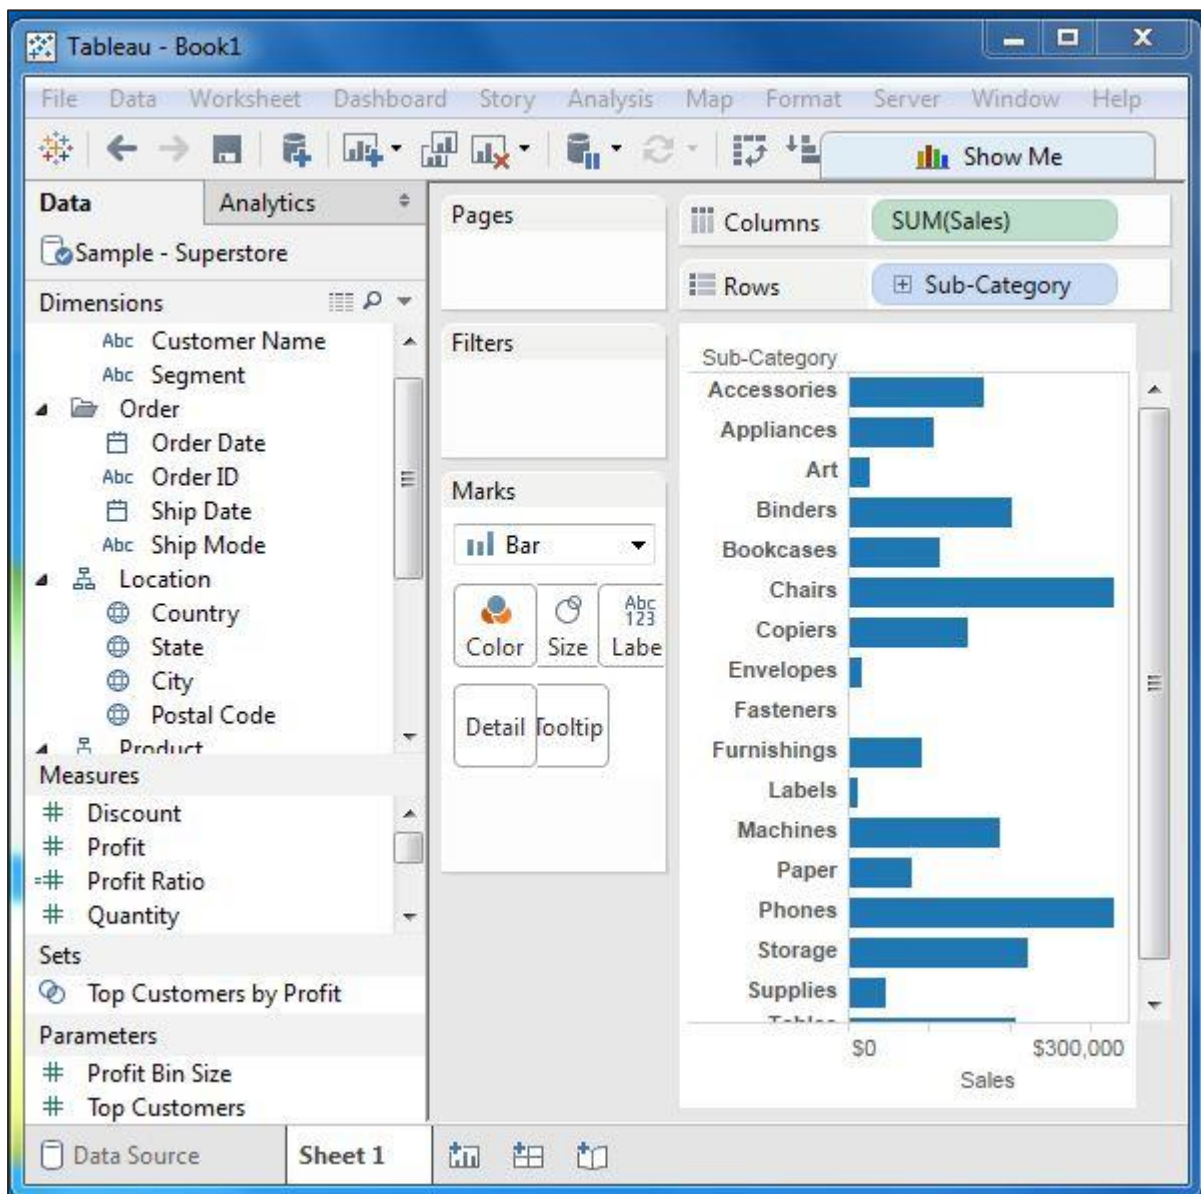 Tableau - Book1
File Data Worksheet Dashboard Story Analysis Map Format Server Window Help
Show Me
Data Analytics
Sample - Superstore
Dimensions
Abc Customer Name
Abc Segment
Order
Order Date
Abc Order ID
Ship Date
Abc Ship Mode
Location
Country
State
City
Postal Code
Product
Measures
Discount
Profit
Profit Ratio
Quantity
Sets
Top Customers by Profit
Parameters
Profit Bin Size
Top Customers
Pages
Filters
Marks
Bar
Abc
123
Color Size Labe
Detail Tooltip
Columns SUM(Sales)
Rows Sub-Category
Sub-Category
Accessories
Appliances
Art
Binders
Bookcases
Chairs
Copiers
Envelopes
Fasteners
Furnishings
Labels
Machines
Paper
Phones
Storage
Supplies
Tables
$0 $300,000
Sales
Data Source Sheet 1